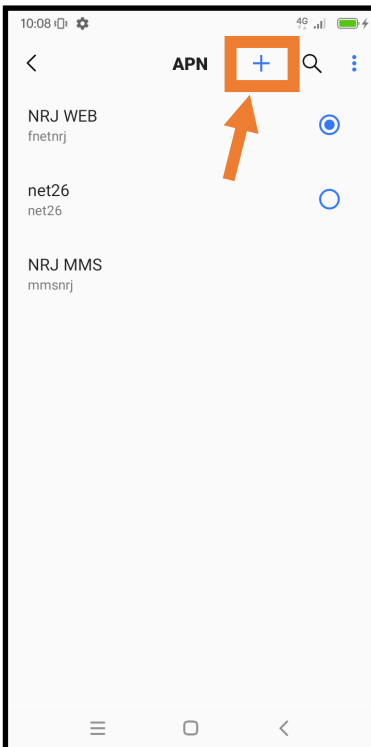 10:08
4G
APN
NRJ WEB
fnetnrj
net26
net26
NRJ MMS
mmsnrj